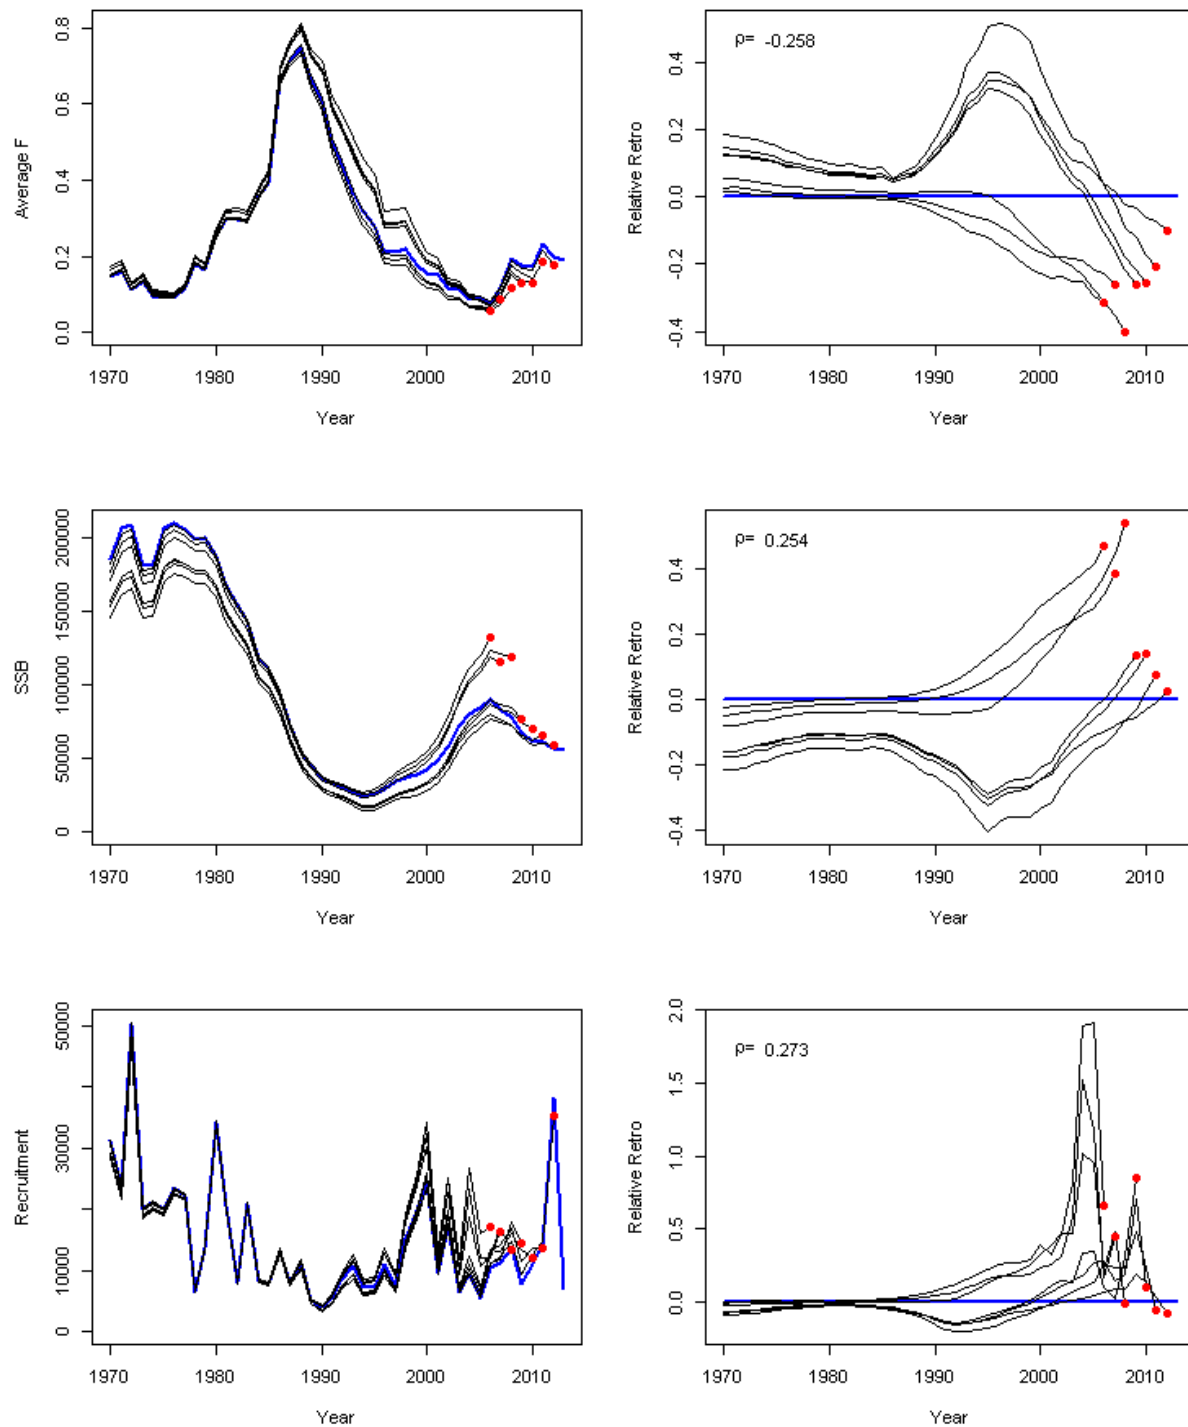 Average F
0.0 0.2 0.4 0.6 0.8
1970 1980 1990 2000 2010
Year
ρ= -0.258
Relative Retro
-0.4 -0.2 0.0 0.2 0.4
1970 1980 1990 2000 2010
Year
SSB
0 50000 100000 150000 200000
1970 1980 1990 2000 2010
Year
ρ= 0.254
Relative Retro
-0.4 -0.2 0.0 0.2 0.4
1970 1980 1990 2000 2010
Year
Recruitment
0 10000 30000 50000
1970 1980 1990 2000 2010
Year
ρ= 0.273
Relative Retro
0.0 0.5 1.0 1.5 2.0
1970 1980 1990 2000 2010
Year